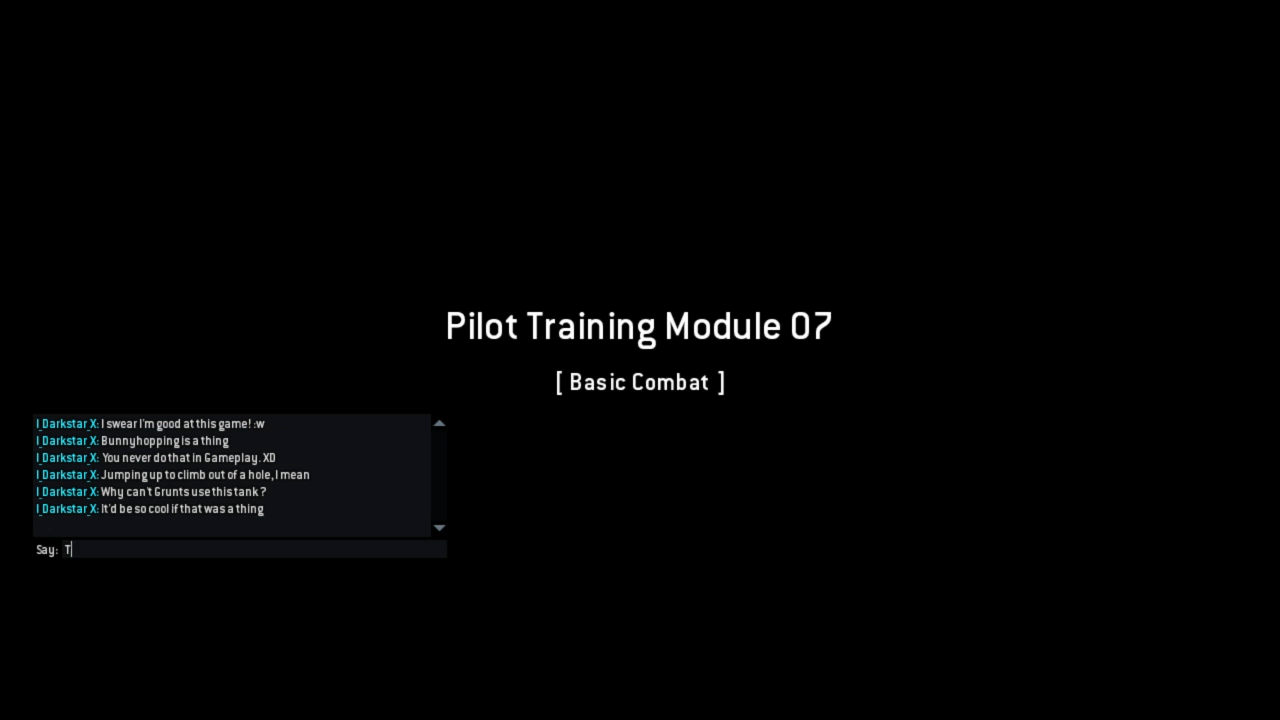 Pilot Training Module 07
[ Basic Combat ]
I_Darkstar_X: I swear I'm good at this game! :w
I_Darkstar_X: Bunnyhopping is a thing
I_Darkstar_X: You never do that in Gameplay. XD
I_Darkstar_X: Jumping up to climb out of a hole, I mean
I_Darkstar_X: Why can't Grunts use this tank ?
I_Darkstar_X: It'd be so cool if that was a thing
Say: T